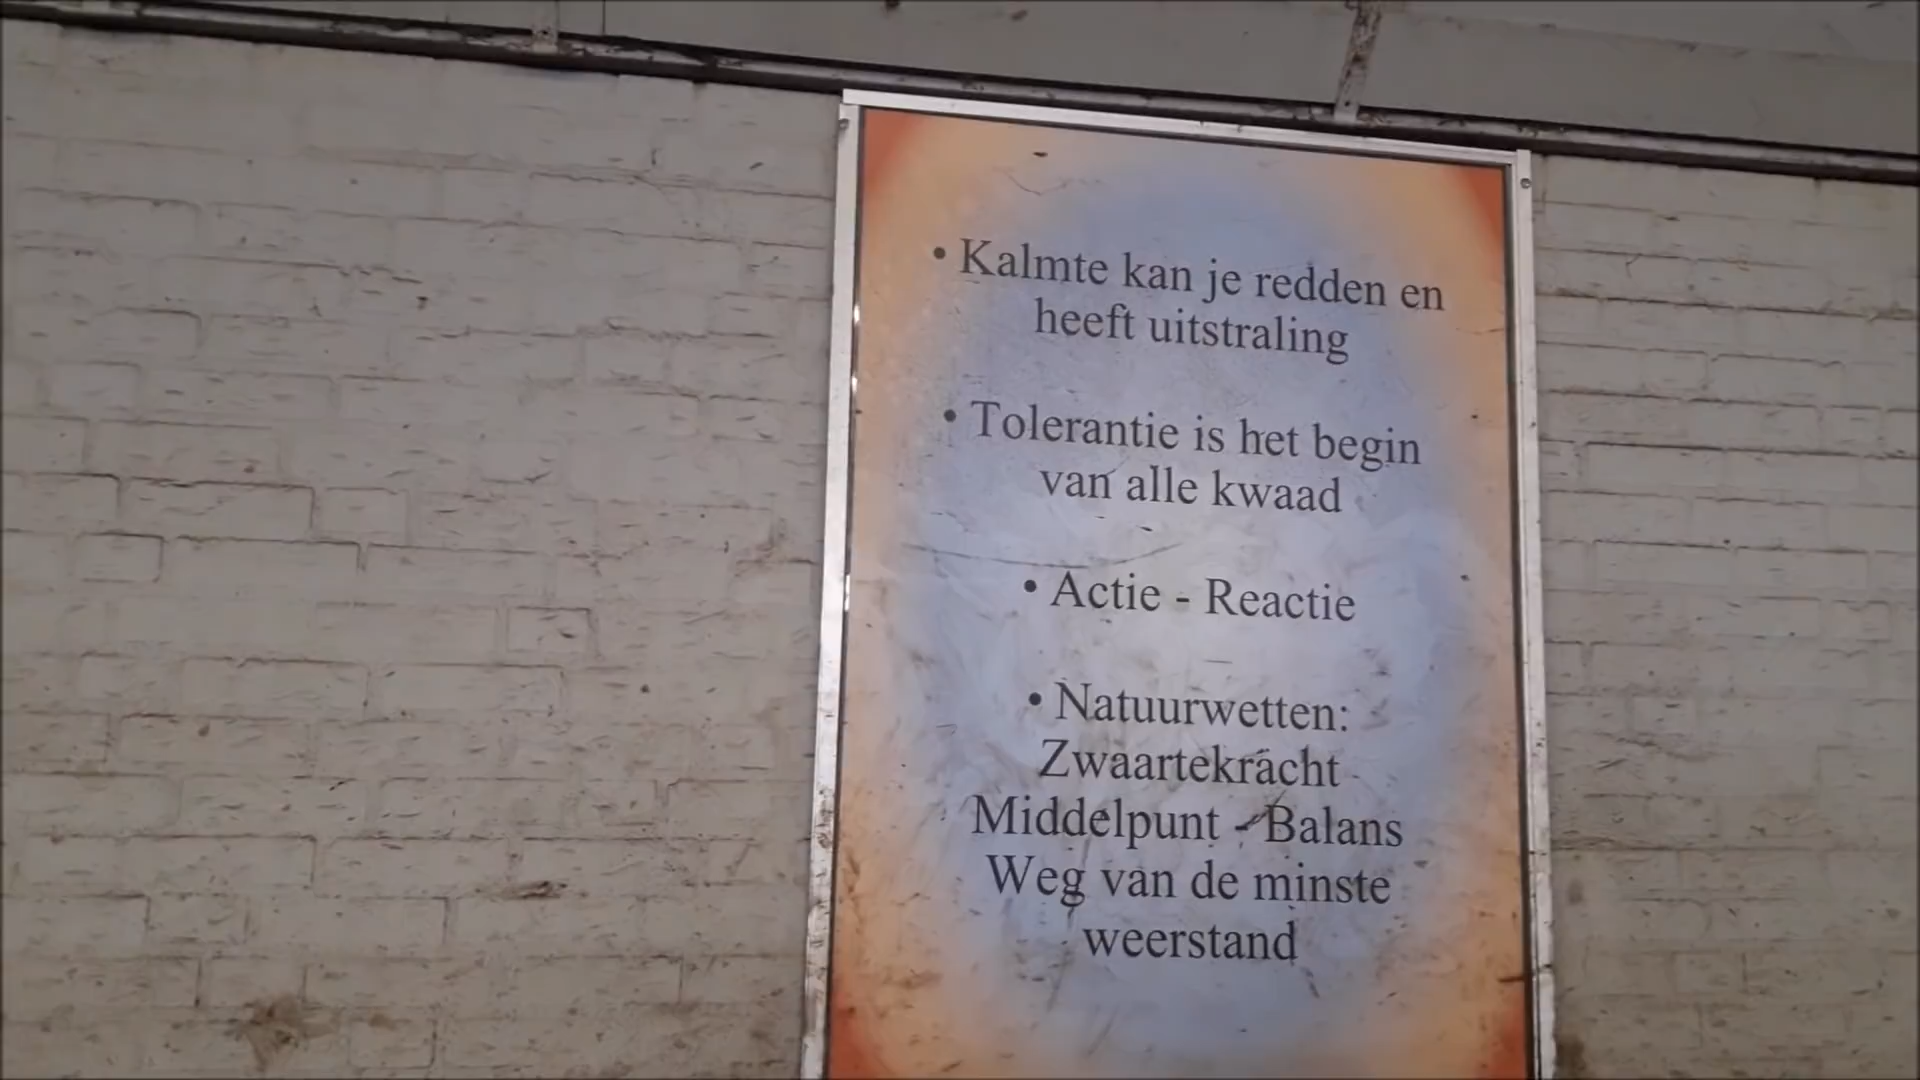 • Kalmte kan je redden en
heeft uitstraling
• Tolerantie is het begin
van alle kwaad
• Actie - Reactie
• Natuurwetten:
Zwaartekracht
Middelpunt - Balans
Weg van de minste
weerstand